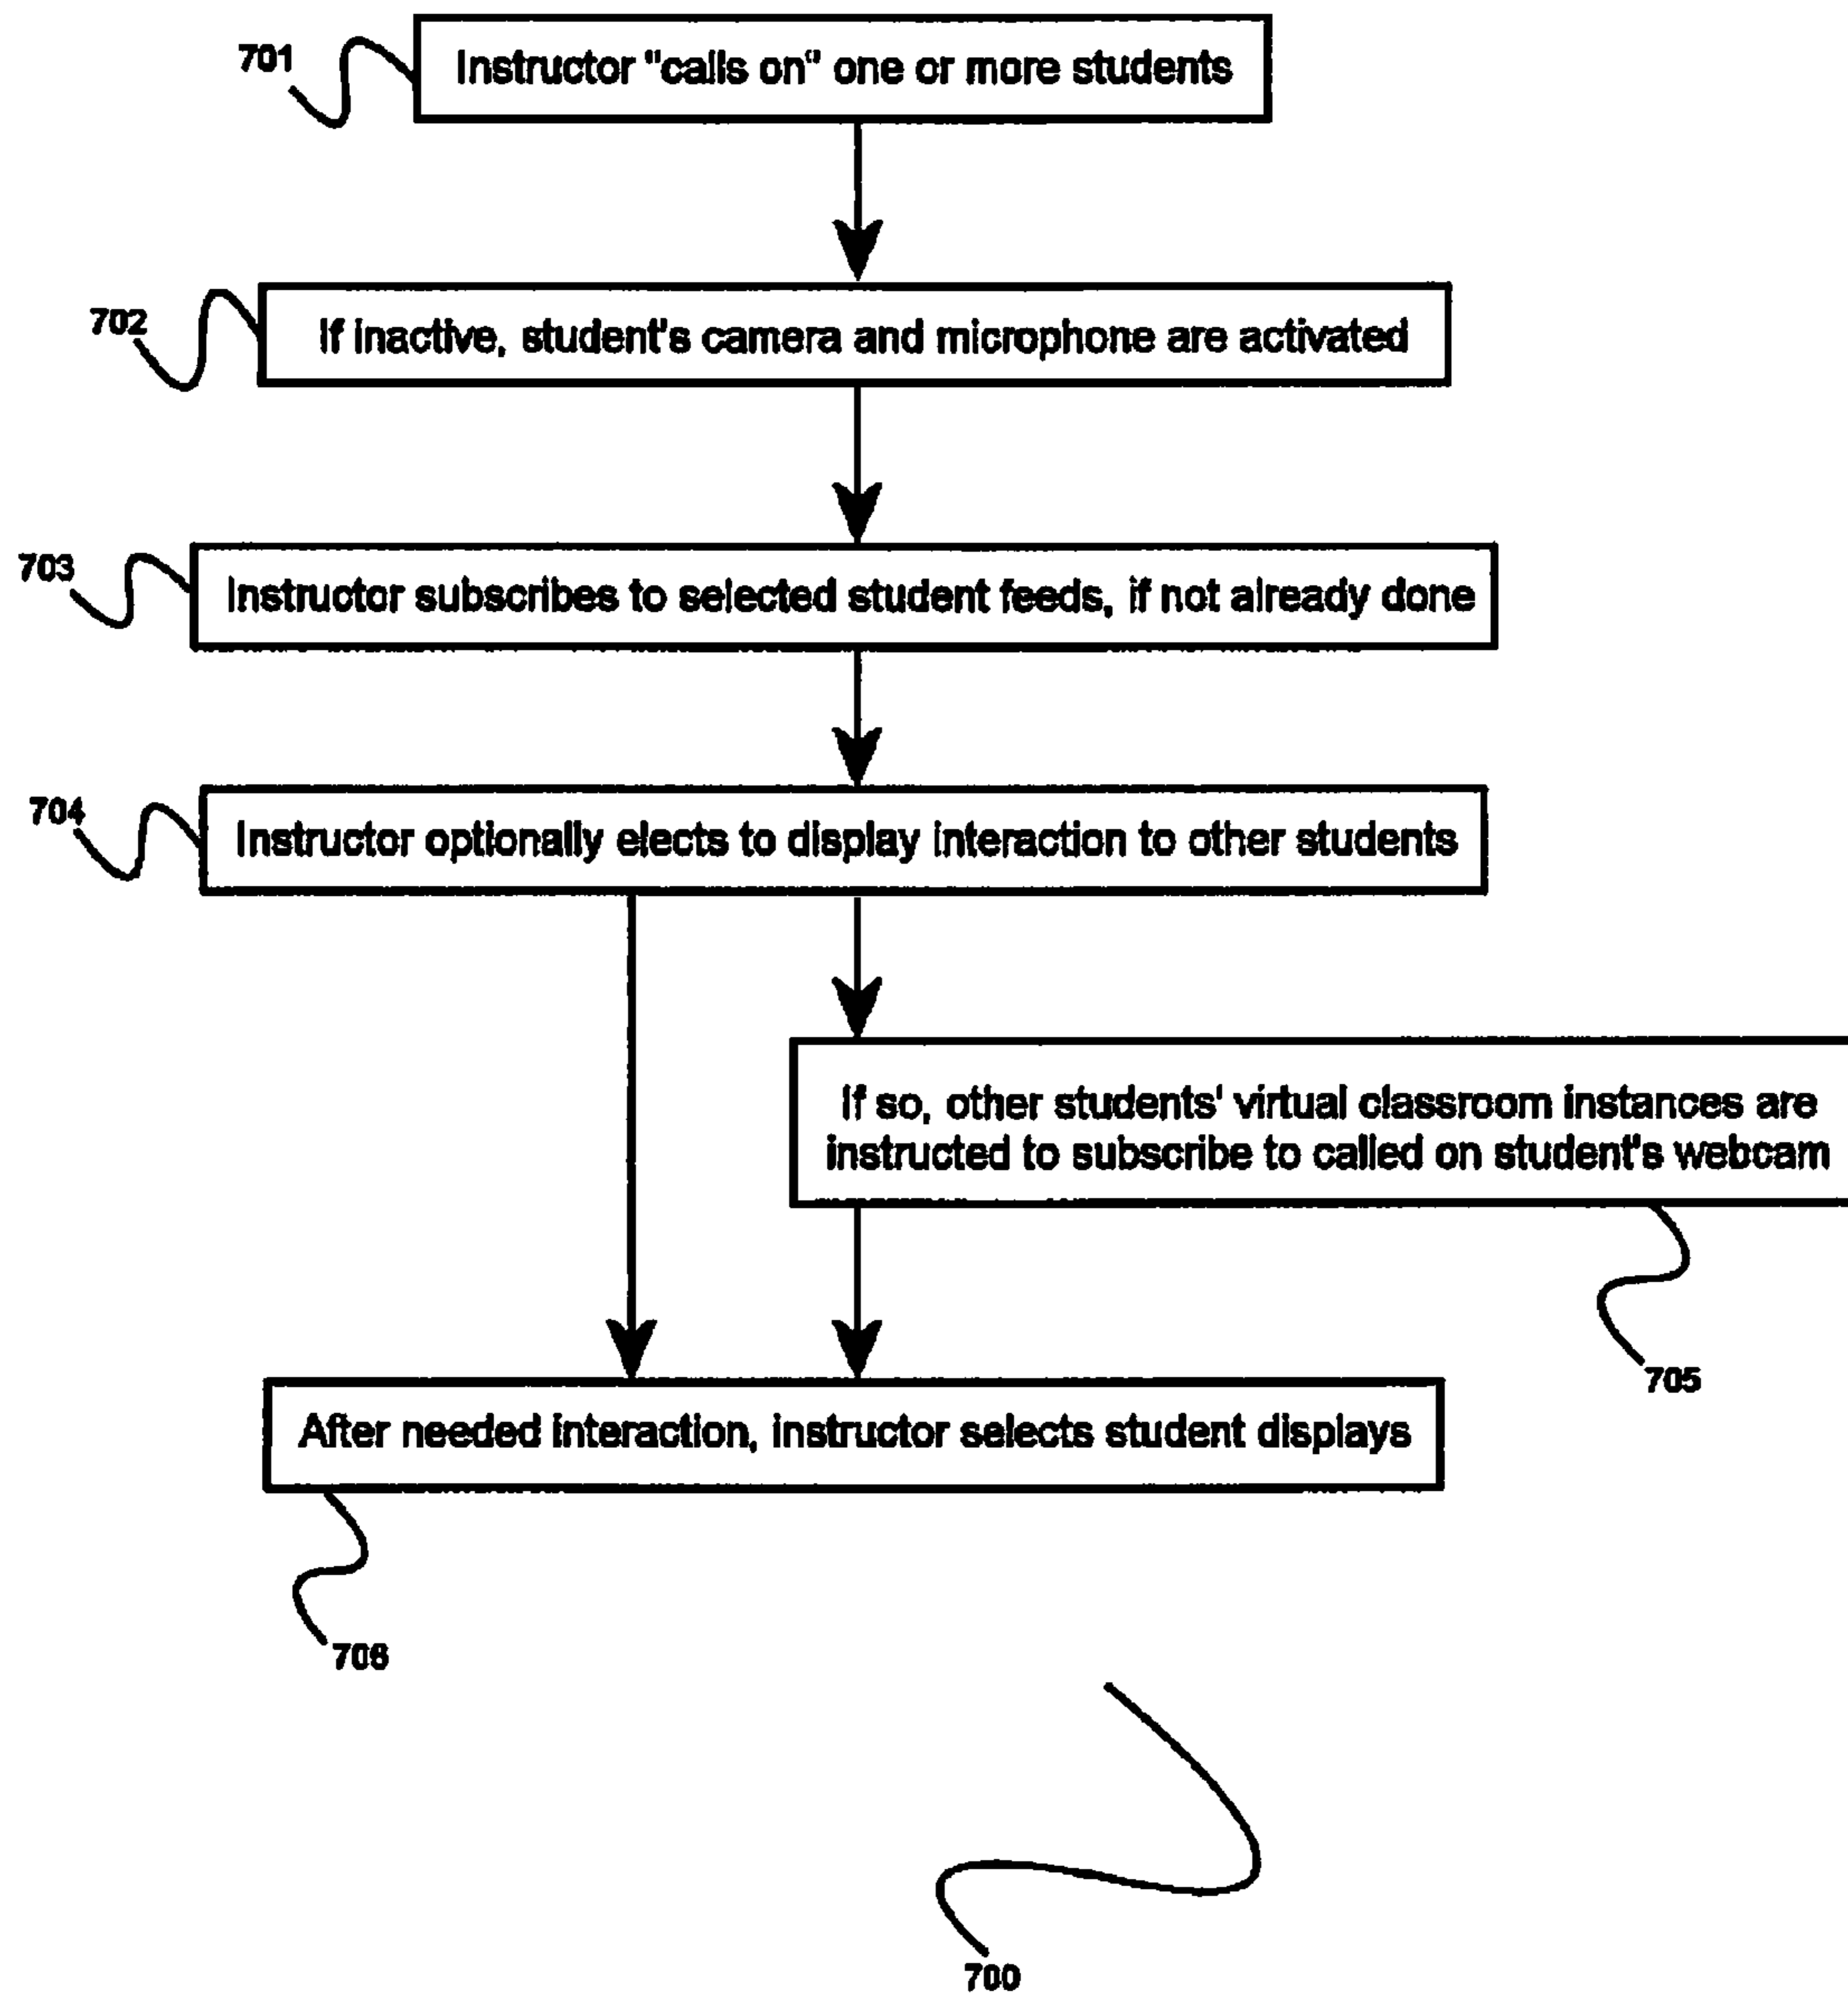 701
Instructor "calls on" one or more students
702
If inactive, student's camera and microphone are activated
703
Instructor subscribes to selected student feeds, if not already done
704
Instructor optionally elects to display interaction to other students
If so, other students' virtual classroom instances are
instructed to subscribe to called on student's webcam
705
After needed interaction, instructor selects student displays
706
700